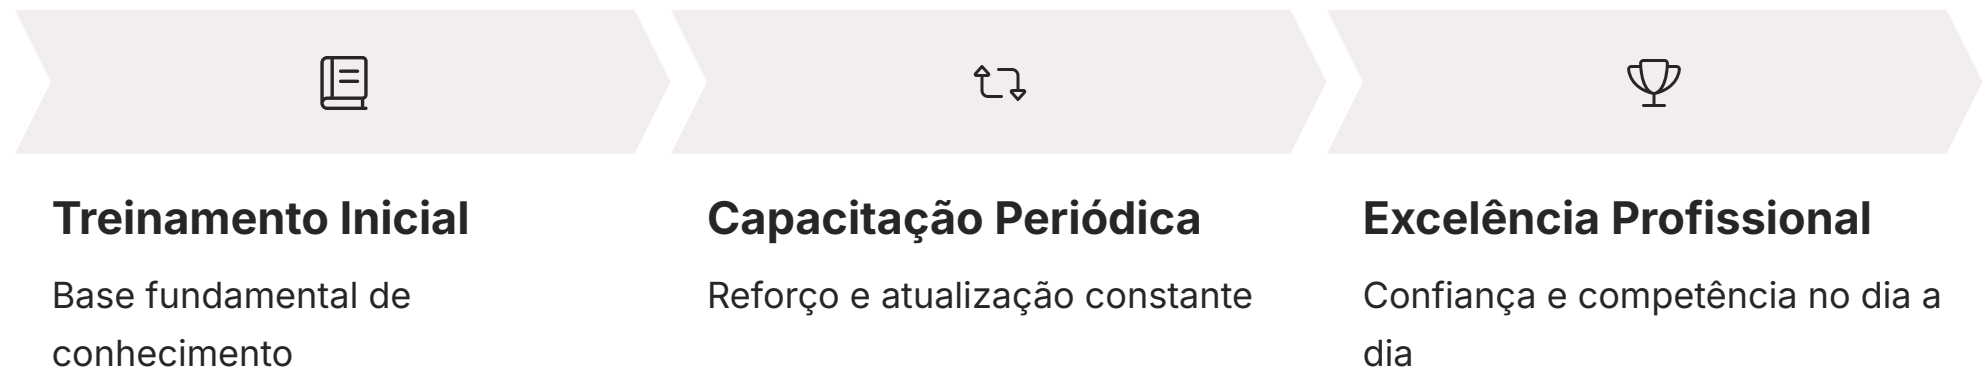 Treinamento Inicial
Base fundamental de
conhecimento
Capacitação Periódica
Reforço e atualização constante
Excelência Profissional
Confiança e competência no dia a
dia